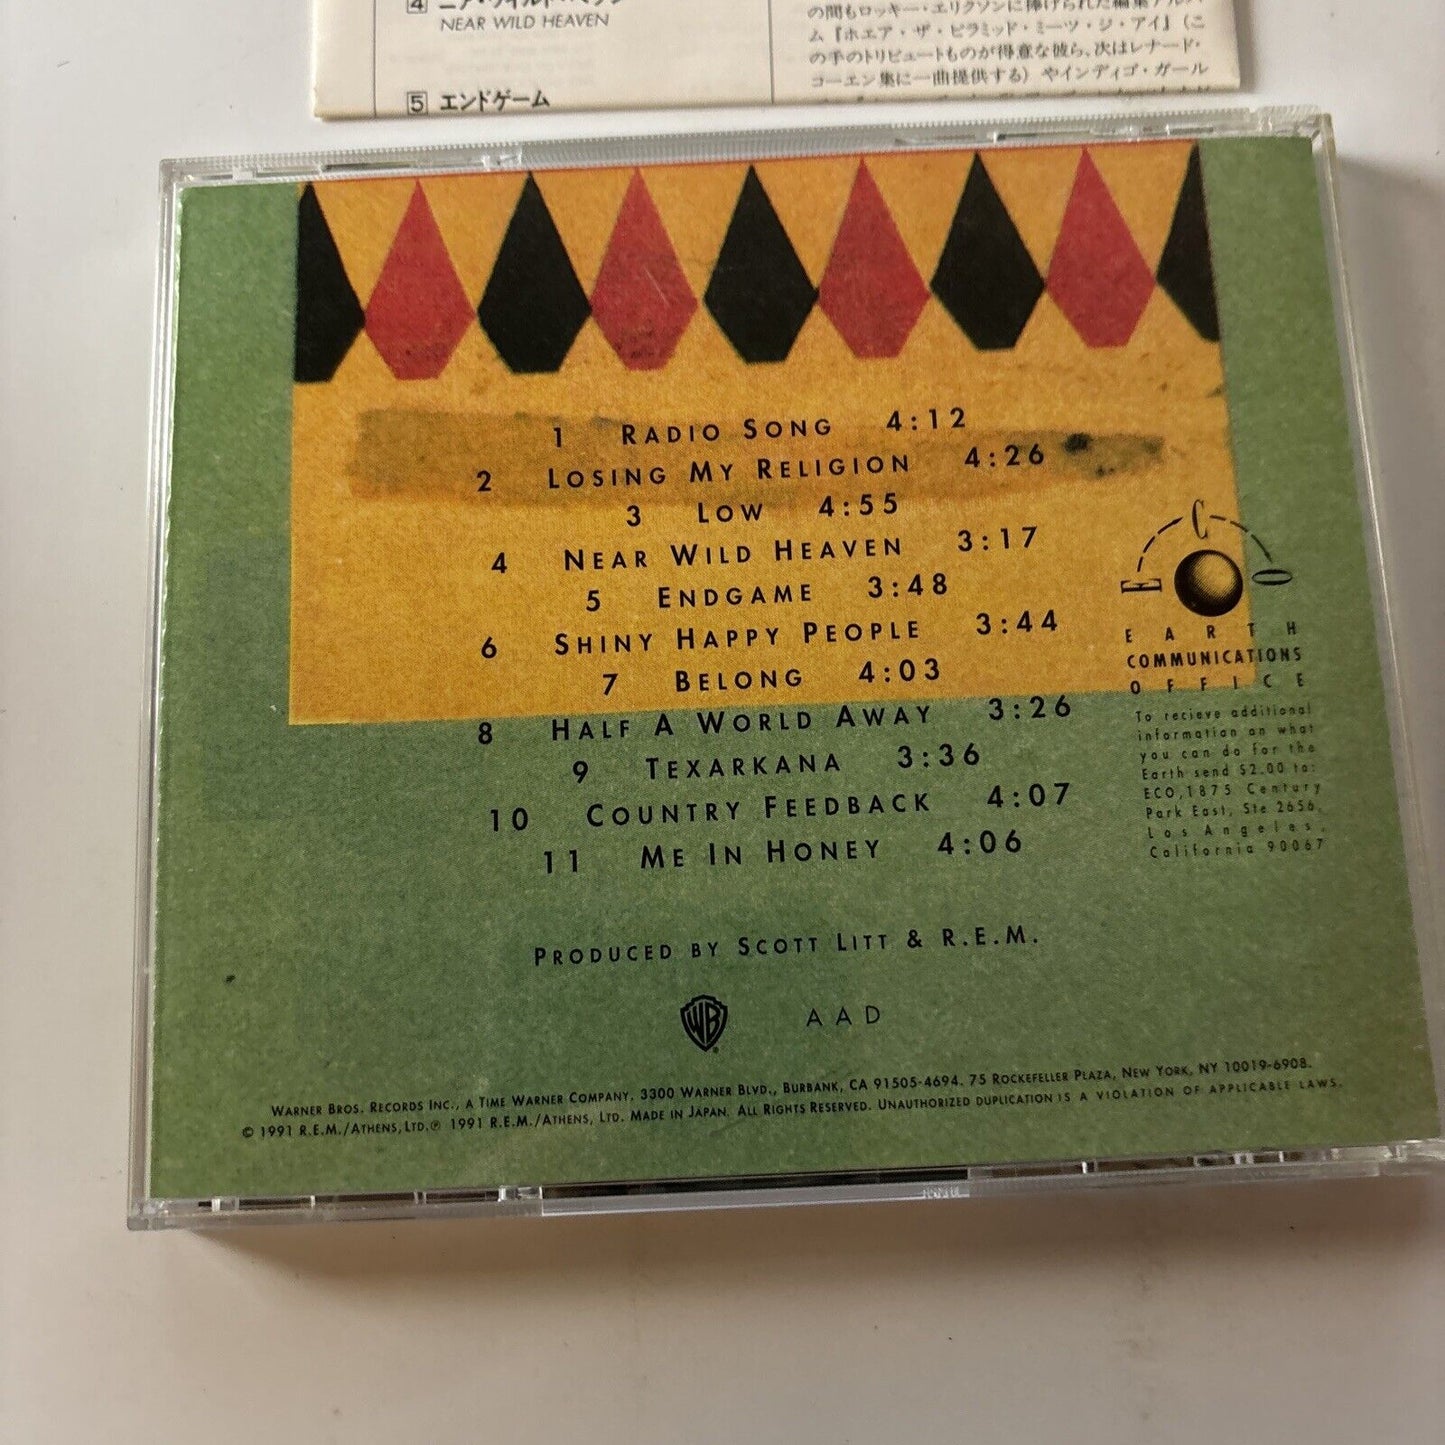 4
NEAR WILD HEAVEN
5 エンドゲーム
の間もロッキー・エリクソンに捧げられた編集アルバ
ム『ホエア・ザ・ピラミッド・ミーツ・ジ・アイ』（こ
の手のトリビュートものが得意な彼ら、次はレナード・
コーエン集に一曲提供する）やインディゴ・ガール
1 RADIO SONG 4:12
2 LOSING MY RELIGION 4:26
3 LOW 4:55
4 NEAR WILD HEAVEN 3:17
5 ENDGAME 3:48
6 SHINY HAPPY PEOPLE 3:44
7 BELONG 4:03
8 HALF A WORLD AWAY 3:26
9 TEXARKANA 3:36
10 COUNTRY FEEDBACK 4:07
11 ME IN HONEY 4:06
E C O
EARTH
COMMUNICATIONS
OFFICE
To recieve additional
information on what
you can do for the
Earth send $2.00 to:
ECO,1875 Century
Park East, Ste 2656,
Los Angeles,
California 90067
PRODUCED BY SCOTT LITT & R.E.M.
WB AAD
WARNER BROS. RECORDS INC., A TIME WARNER COMPANY. 3300 WARNER BLVD., BURBANK, CA 91505-4694. 75 ROCKEFELLER PLAZA, NEW YORK, NY 10019-6908.
© 1991 R.E.M./ATHENS,LTD.℗ 1991 R.E.M./ATHENS, LTD. MADE IN JAPAN. ALL RIGHTS RESERVED. UNAUTHORIZED DUPLICATION IS A VIOLATION OF APPLICABLE LAWS.